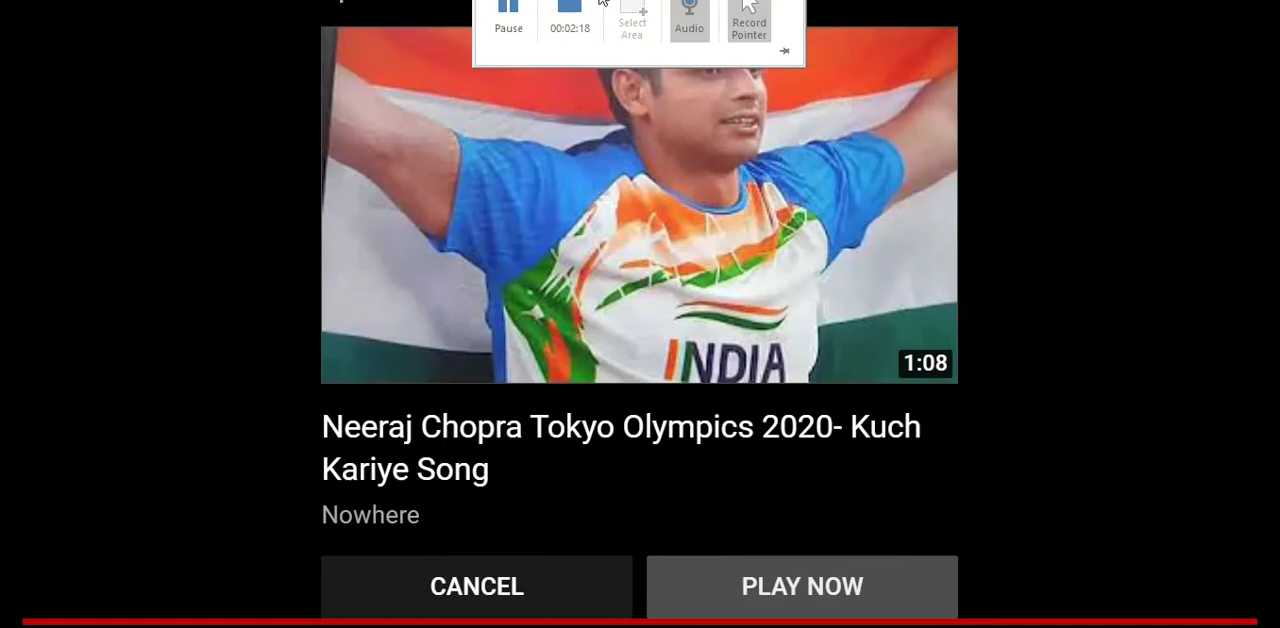 Pause
00:02:18
Select
Area
Audio
Record
Pointer
INDIA
1:08
Neeraj Chopra Tokyo Olympics 2020- Kuch
Kariye Song
Nowhere
CANCEL
PLAY NOW